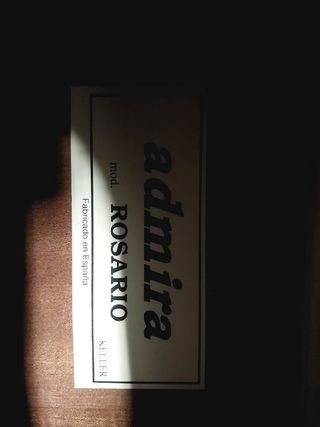 admira
mod. ROSARIO
KELLER
Fabricado en España